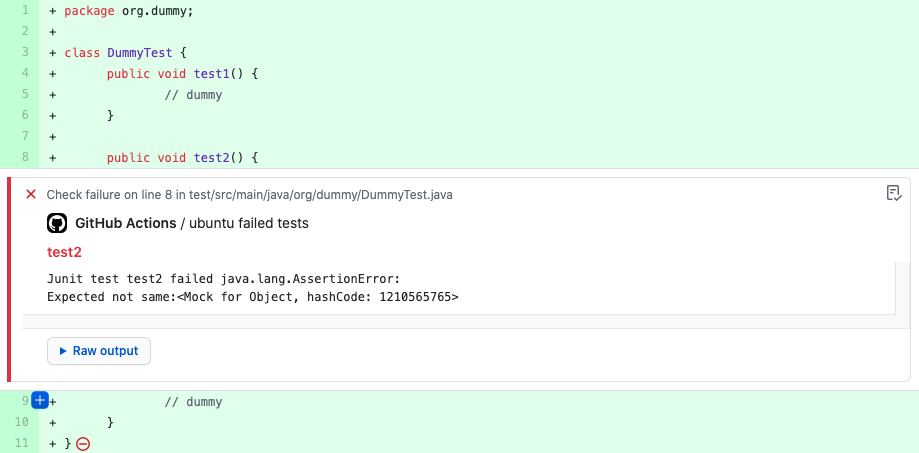 1 + package org.dummy;
2 +
3 + class DummyTest {
4 + public void test1() {
5 + // dummy
6 + }
7 +
8 + public void test2() {
Check failure on line 8 in test/src/main/java/org/dummy/DummyTest.java
GitHub Actions / ubuntu failed tests
test2
Junit test test2 failed java.lang.AssertionError:
Expected not same:<Mock for Object, hashCode: 1210565765>
Raw output
9 + // dummy
10 + }
11 + }